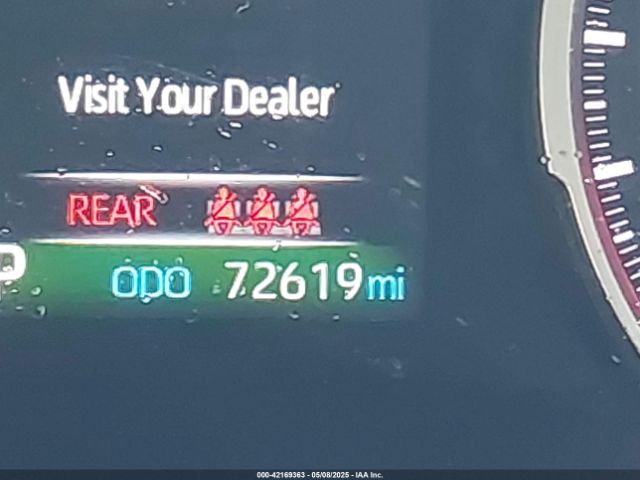 Visit Your Dealer
REAR
P
ODO 72619 mi
000-42169363 - 05/08/2025 - IAA Inc.